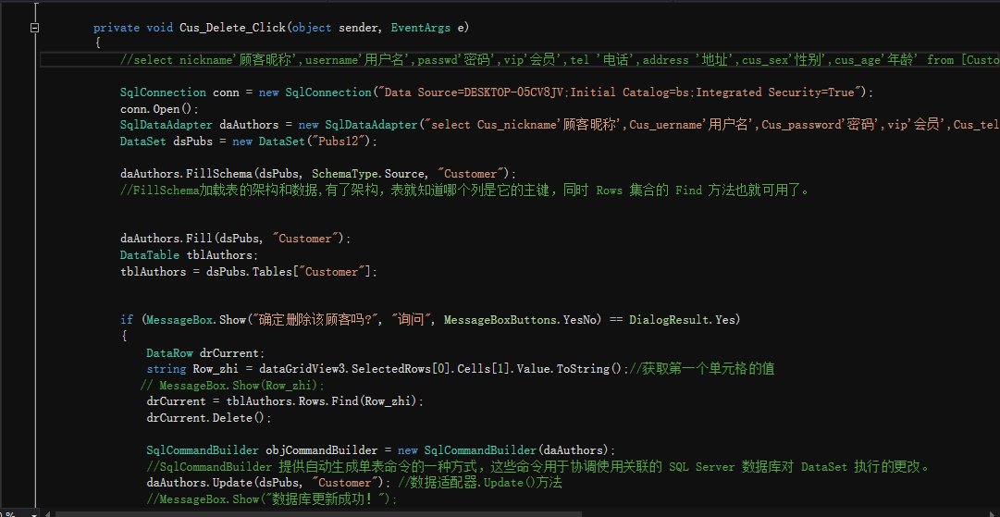 private void Cus_Delete_Click(object sender, EventArgs e)
{
//select nickname'顾客昵称',username'用户名',passwd'密码',vip'会员',tel '电话',address '地址',cus_sex'性别',cus_age'年龄' from [Custo
SqlConnection conn = new SqlConnection("Data Source=DESKTOP-05CV8JV;Initial Catalog=bs;Integrated Security=True");
conn.Open();
SqlDataAdapter daAuthors = new SqlDataAdapter("select Cus_nickname'顾客昵称',Cus_uername'用户名',Cus_password'密码',vip'会员',Cus_tel
DataSet dsPubs = new DataSet("Pubs12");
daAuthors.FillSchema(dsPubs, SchemaType.Source, "Customer");
//FillSchema加载表的架构和数据,有了架构，表就知道哪个列是它的主键，同时 Rows 集合的 Find 方法也就可用了。
daAuthors.Fill(dsPubs, "Customer");
DataTable tblAuthors;
tblAuthors = dsPubs.Tables["Customer"];
if (MessageBox.Show("确定删除该顾客吗?", "询问", MessageBoxButtons.YesNo) == DialogResult.Yes)
{
DataRow drCurrent;
string Row_zhi = dataGridView3.SelectedRows[0].Cells[1].Value.ToString();//获取第一个单元格的值
// MessageBox.Show(Row_zhi);
drCurrent = tblAuthors.Rows.Find(Row_zhi);
drCurrent.Delete();
SqlCommandBuilder objCommandBuilder = new SqlCommandBuilder(daAuthors);
//SqlCommandBuilder 提供自动生成单表命令的一种方式，这些命令用于协调使用关联的 SQL Server 数据库对 DataSet 执行的更改。
daAuthors.Update(dsPubs, "Customer"); //数据适配器.Update()方法
//MessageBox.Show("数据库更新成功！");